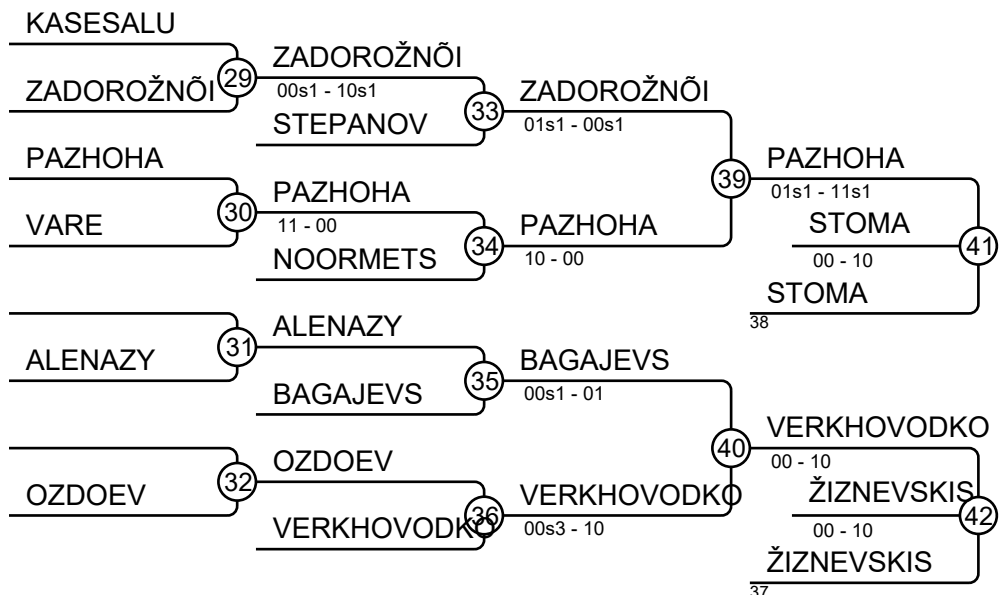 KASESALU
29
ZADOROŽNÕI
ZADOROŽNÕI
00s1 - 10s1
STEPANOV
33
ZADOROŽNÕI
01s1 - 00s1
PAZHOHA
30
VARE
PAZHOHA
11 - 00
NOORMETS
34
PAZHOHA
10 - 00
39
PAZHOHA
01s1 - 11s1
STOMA
00 - 10
41
STOMA
38
31
ALENAZY
ALENAZY
BAGAJEVS
35
BAGAJEVS
00s1 - 01
32
OZDOEV
OZDOEV
VERKHOVODKO
36
VERKHOVODKO
00s3 - 10
40
VERKHOVODKO
00 - 10
ŽIZNEVSKIS
00 - 10
42
ŽIZNEVSKIS
37